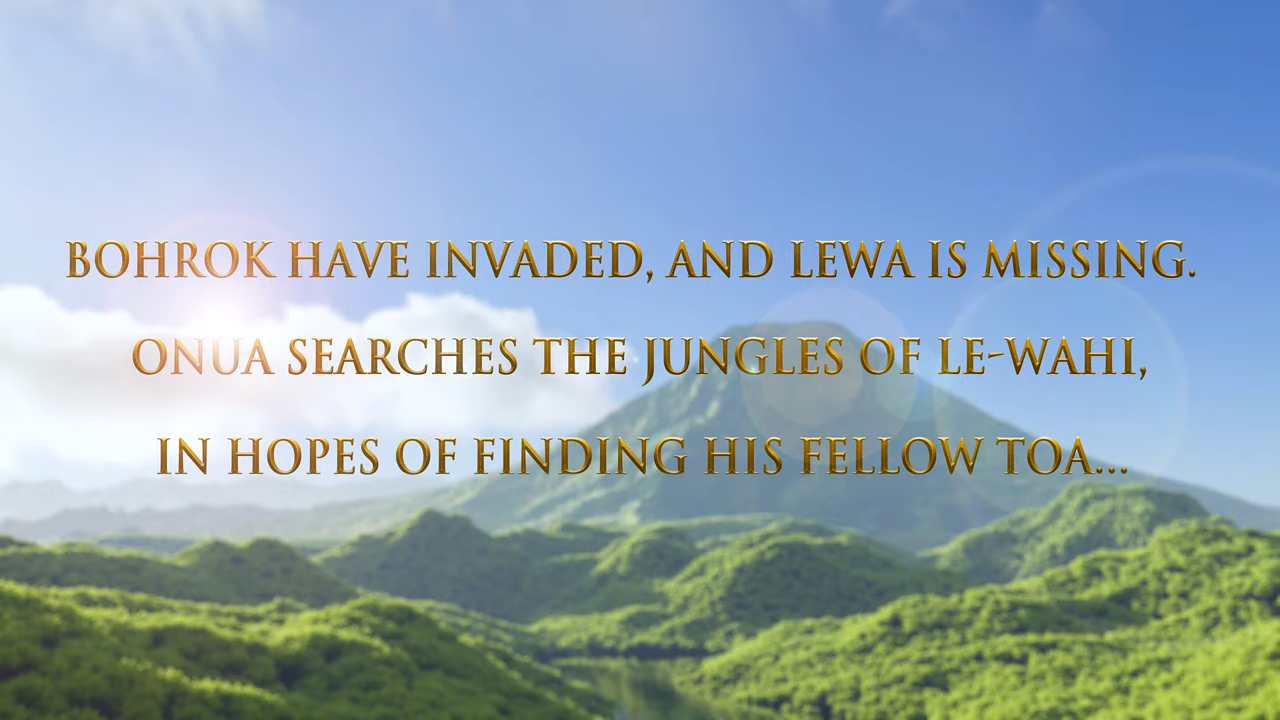 BOHROK HAVE INVADED, AND LEWA IS MISSING.
ONUA SEARCHES THE JUNGLES OF LE-WAHI,
IN HOPES OF FINDING HIS FELLOW TOA...